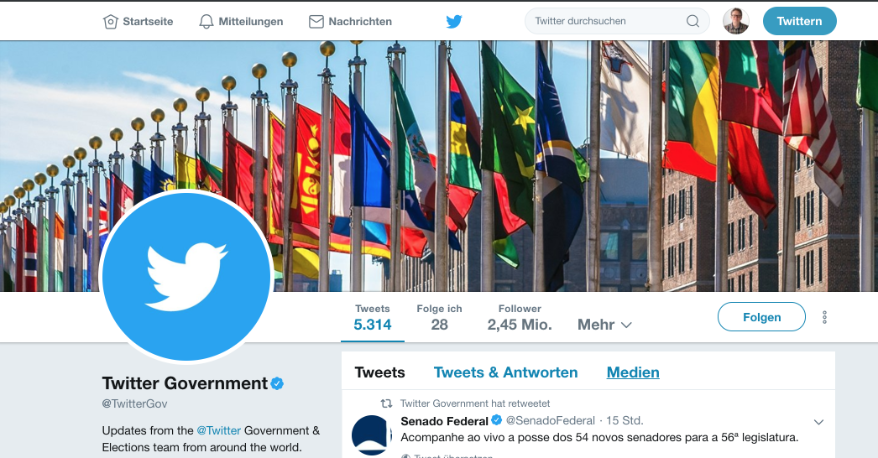 Startseite Mitteilungen Nachrichten Twitter durchsuchen Twittern
Tweets Folge ich Follower
5.314 28 2,45 Mio. Mehr Folgen
Twitter Government
@TwitterGov
Updates from the @Twitter Government &
Elections team from around the world.
Tweets Tweets & Antworten Medien
Twitter Government hat retweetet
Senado Federal @SenadoFederal · 15 Std.
Acompanhe ao vivo a posse dos 54 novos senadores para a 56ª legislatura.
Tweet übersetzen